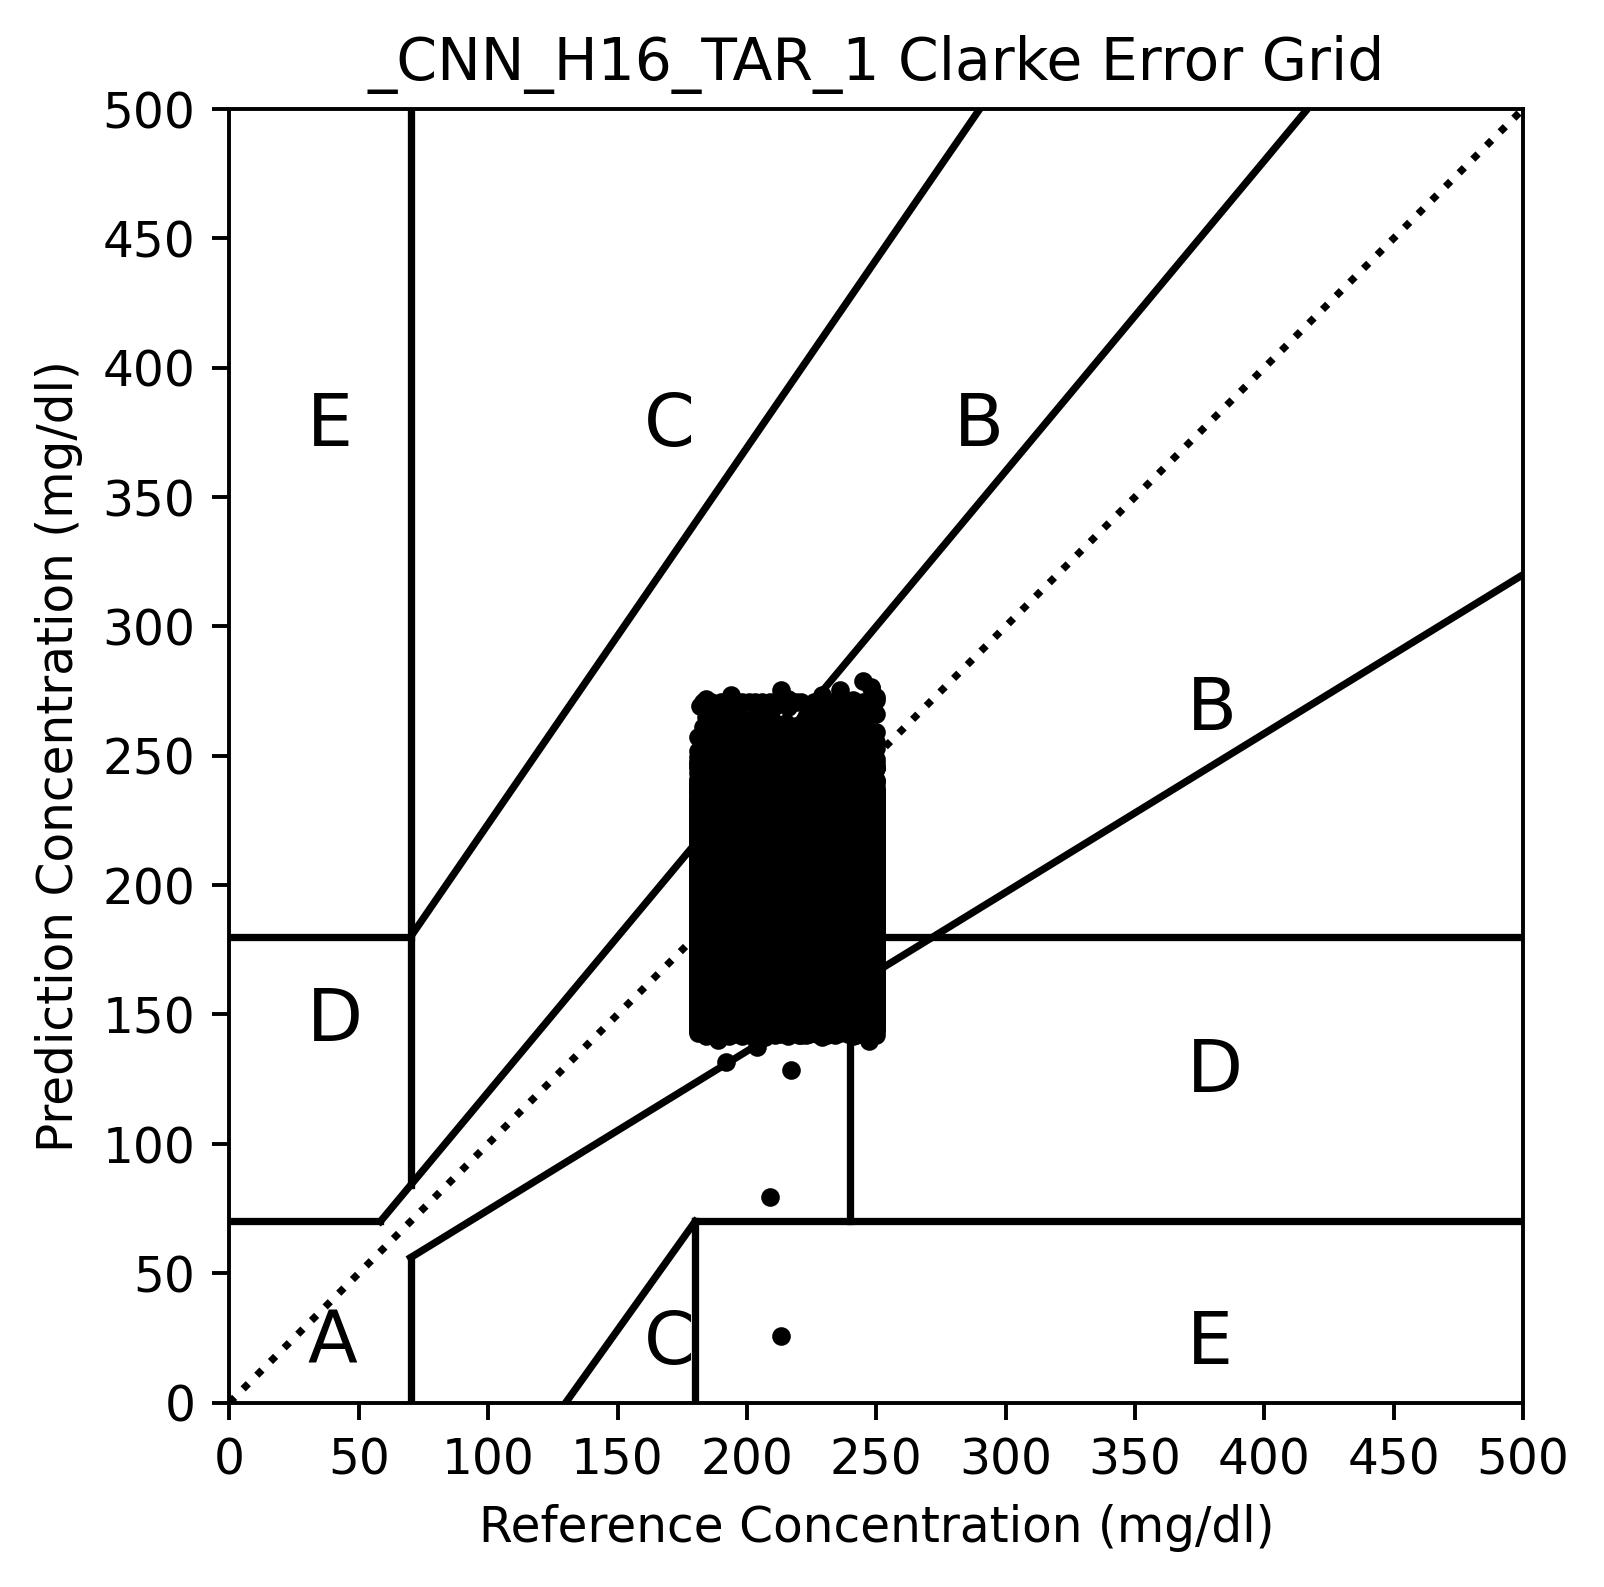 _CNN_H16_TAR_1 Clarke Error Grid
500
450
400
350
300
250
200
150
100
50
0
Prediction Concentration (mg/dl)
E
C
B
B
D
D
A
C
E
0 50 100 150 200 250 300 350 400 450 500
Reference Concentration (mg/dl)